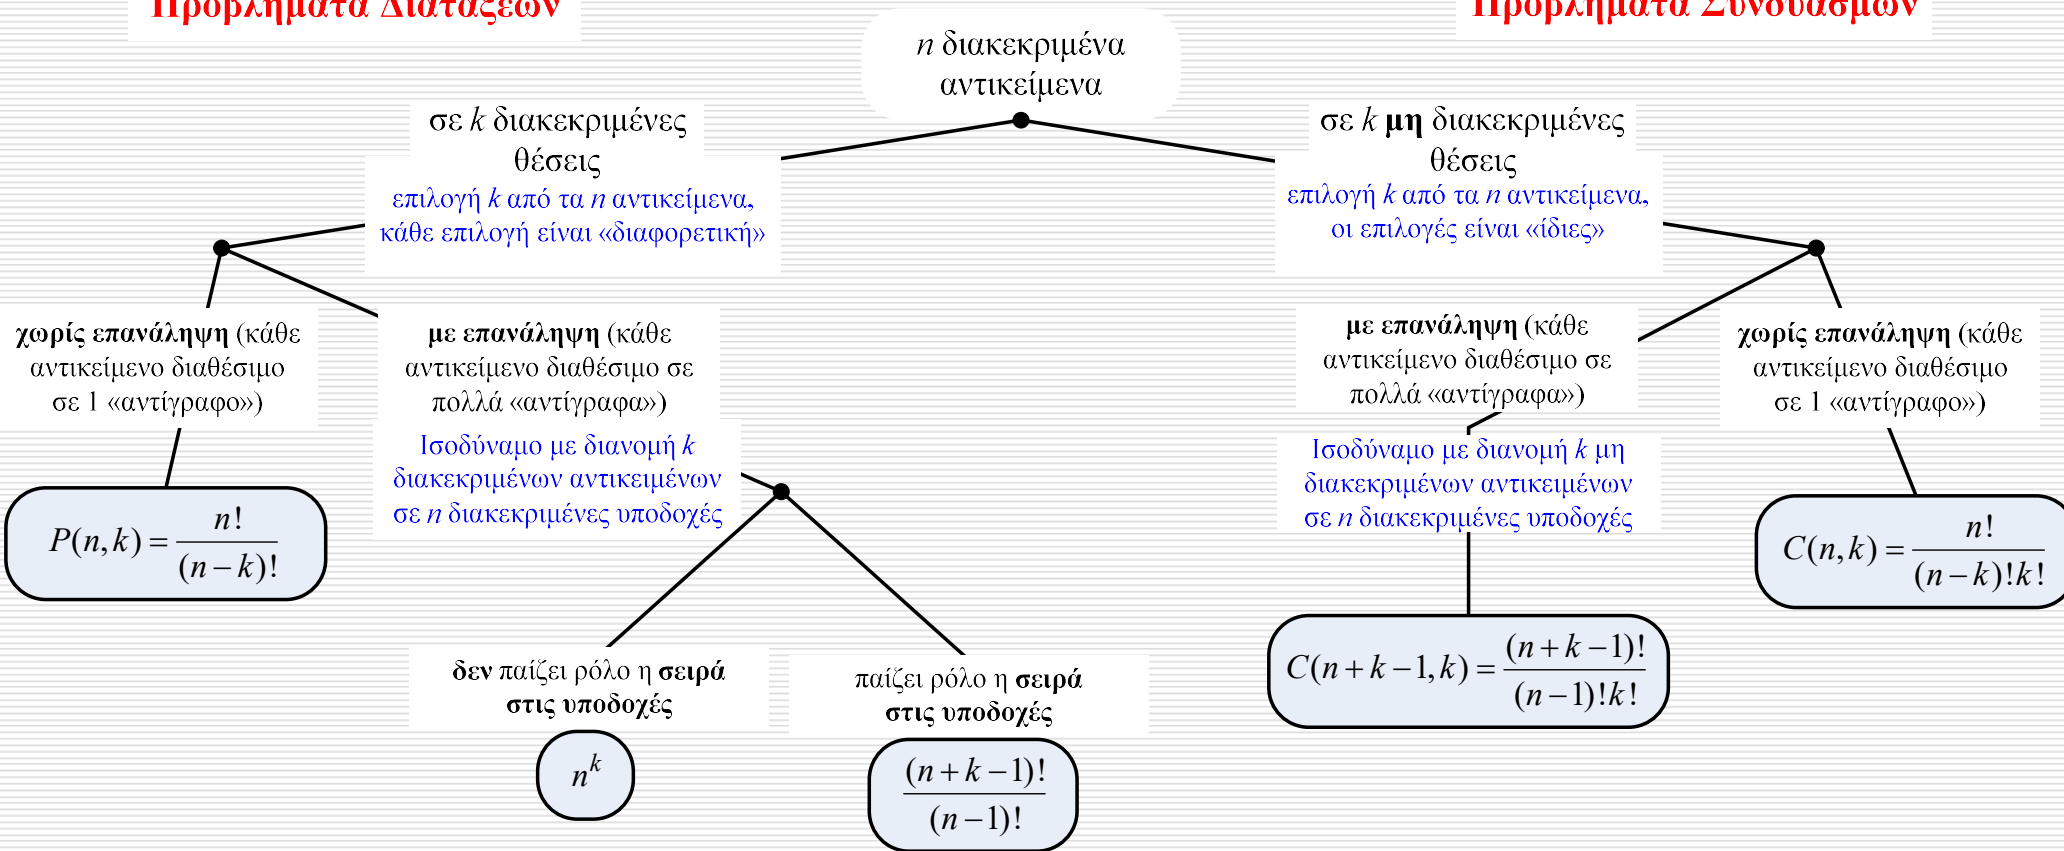 Προβλήματα Διατάξεων
Προβλήματα Συνδυασμών
n διακεκριμένα
αντικείμενα
σε k διακεκριμένες
θέσεις
επιλογή k από τα n αντικείμενα,
κάθε επιλογή είναι «διαφορετική»
σε k μη διακεκριμένες
θέσεις
επιλογή k από τα n αντικείμενα,
οι επιλογές είναι «ίδιες»
χωρίς επανάληψη (κάθε
αντικείμενο διαθέσιμο
σε 1 «αντίγραφο»)
με επανάληψη (κάθε
αντικείμενο διαθέσιμο σε
πολλά «αντίγραφα»)
Ισοδύναμο με διανομή k
διακεκριμένων αντικειμένων
σε n διακεκριμένες υποδοχές
με επανάληψη (κάθε
αντικείμενο διαθέσιμο σε
πολλά «αντίγραφα»)
Ισοδύναμο με διανομή k μη
διακεκριμένων αντικειμένων
σε n διακεκριμένες υποδοχές
χωρίς επανάληψη (κάθε
αντικείμενο διαθέσιμο
σε 1 «αντίγραφο»)
P(n,k) = n! / (n−k)!
C(n,k) = n! / (n−k)!k!
δεν παίζει ρόλο η σειρά
στις υποδοχές
n^k
παίζει ρόλο η σειρά
στις υποδοχές
(n+k−1)! / (n−1)!
C(n+k−1,k) = (n+k−1)! / (n−1)!k!